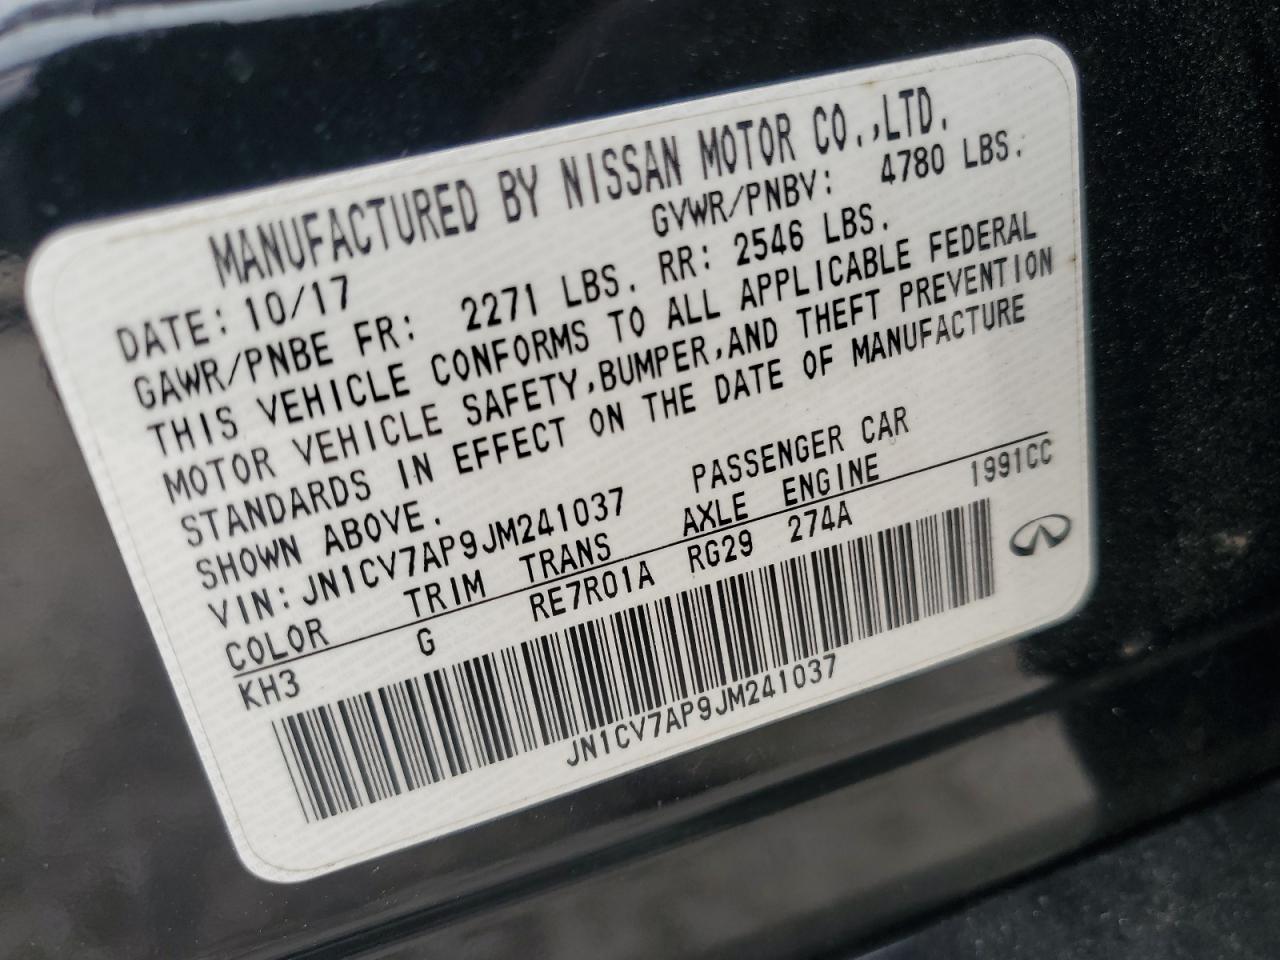 MANUFACTURED BY NISSAN MOTOR CO.,LTD.
DATE: 10/17 GVWR/PNBV: 4780 LBS.
GAWR/PNBE FR: 2271 LBS. RR: 2546 LBS.
THIS VEHICLE CONFORMS TO ALL APPLICABLE FEDERAL
MOTOR VEHICLE SAFETY,BUMPER,AND THEFT PREVENTION
STANDARDS IN EFFECT ON THE DATE OF MANUFACTURE
SHOWN ABOVE.
VIN: JN1CV7AP9JM241037 PASSENGER CAR
COLOR TRIM TRANS AXLE ENGINE 1991CC
KH3 G RE7R01A RG29 274A
JN1CV7AP9JM241037